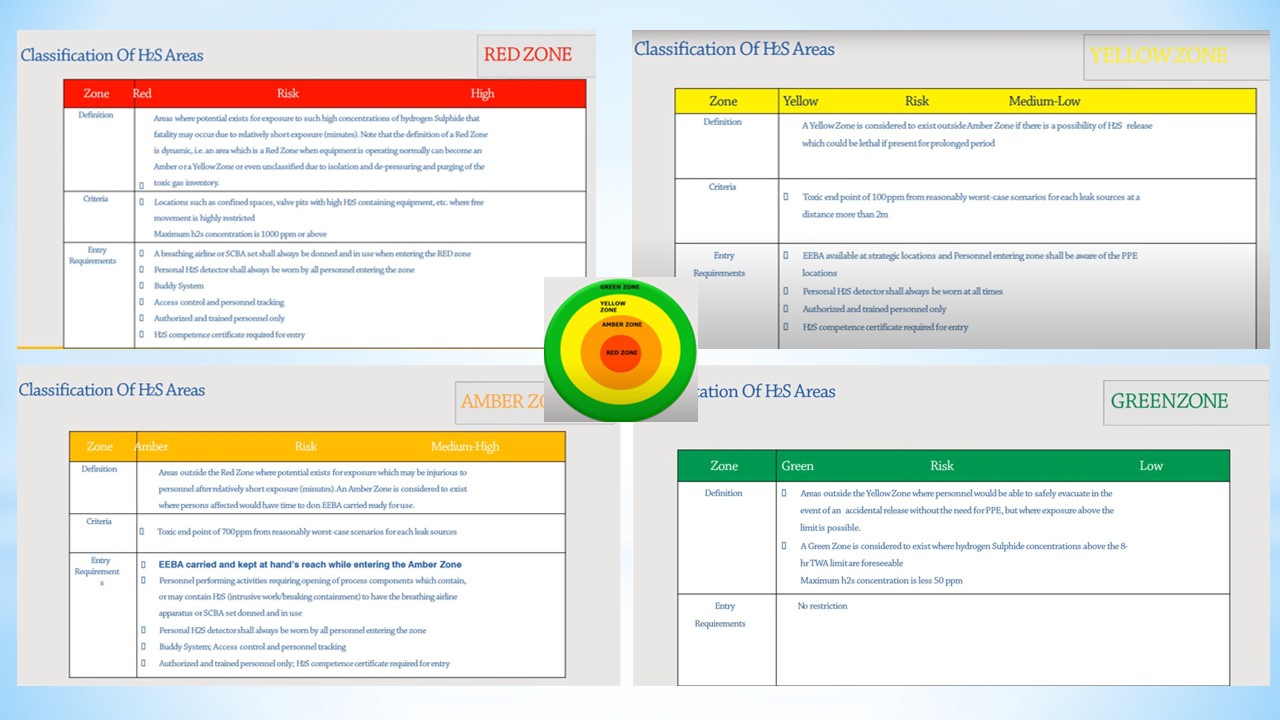 Classification Of H2S Areas
RED ZONE
Zone Red Risk High
Definition
Areas where potential exists for exposure to such high concentrations of hydrogen Sulphide that
fatality may occur due to relatively short exposure (minutes). Note that the definition of a Red Zone
is dynamic, i.e. an area which is a Red Zone when equipment is operating normally can become an
Amber or a Yellow Zone or even unclassified due to isolation and de-pressuring and purging of the
toxic gas inventory.
Criteria
Locations such as confined spaces, valve pits with high H2S containing equipment, etc. where free
movement is highly restricted
Maximum h2s concentration is 1000 ppm or above
Entry
Requirements
A breathing airline or SCBA set shall always be donned and in use when entering the RED zone
Personal H2S detector shall always be worn by all personnel entering the zone
Buddy System
Access control and personnel tracking
Authorized and trained personnel only
H2S competence certificate required for entry
Classification Of H2S Areas
YELLOW ZONE
Zone Yellow Risk Medium-Low
Definition
A Yellow Zone is considered to exist outside Amber Zone if there is a possibility of H2S release
which could be lethal if present for prolonged period
Criteria
Toxic end point of 100 ppm from reasonably worst-case scenarios for each leak sources at a
distance more than 2m
Entry
Requirements
EEBA available at strategic locations and Personnel entering zone shall be aware of the PPE
locations
Personal H2S detector shall always be worn at all times
Authorized and trained personnel only
H2S competence certificate required for entry
GREEN ZONE
YELLOW
ZONE
AMBER ZONE
RED ZONE
Classification Of H2S Areas
AMBER ZO
Zone Amber Risk Medium-High
Definition
Areas outside the Red Zone where potential exists for exposure which may be injurious to
personnel after relatively short exposure (minutes). An Amber Zone is considered to exist
where persons affected would have time to don EEBA carried ready for use.
Criteria
Toxic end point of 700 ppm from reasonably worst-case scenarios for each leak sources
Entry
Requirement
s
EEBA carried and kept at hand's reach while entering the Amber Zone
Personnel performing activities requiring opening of process components which contain,
or may contain H2S (intrusive work/breaking containment) to have the breathing airline
apparatus or SCBA set donned and in use
Personal H2S detector shall always be worn by all personnel entering the zone
Buddy System; Access control and personnel tracking
Authorized and trained personnel only; H2S competence certificate required for entry
ation Of H2S Areas
GREEN ZONE
Zone Green Risk Low
Definition
Areas outside the Yellow Zone where personnel would be able to safely evacuate in the
event of an accidental release without the need for PPE, but where exposure above the
limit is possible.
A Green Zone is considered to exist where hydrogen Sulphide concentrations above the 8-
hr TWA limit are foreseeable
Maximum h2s concentration is less 50 ppm
Entry
Requirements
No restriction